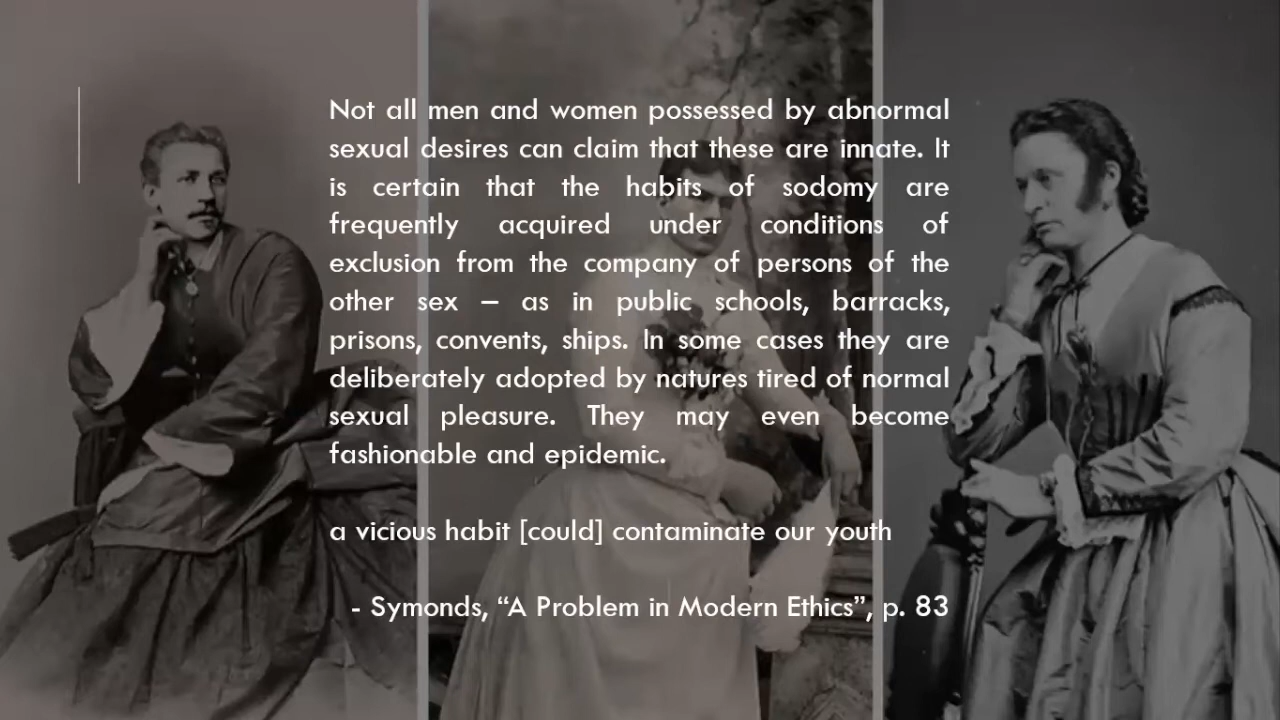 Not all men and women possessed by abnormal
sexual desires can claim that these are innate. It
is certain that the habits of sodomy are
frequently acquired under conditions of
exclusion from the company of persons of the
other sex – as in public schools, barracks,
prisons, convents, ships. In some cases they are
deliberately adopted by natures tired of normal
sexual pleasure. They may even become
fashionable and epidemic.
a vicious habit [could] contaminate our youth
- Symonds, “A Problem in Modern Ethics”, p. 83